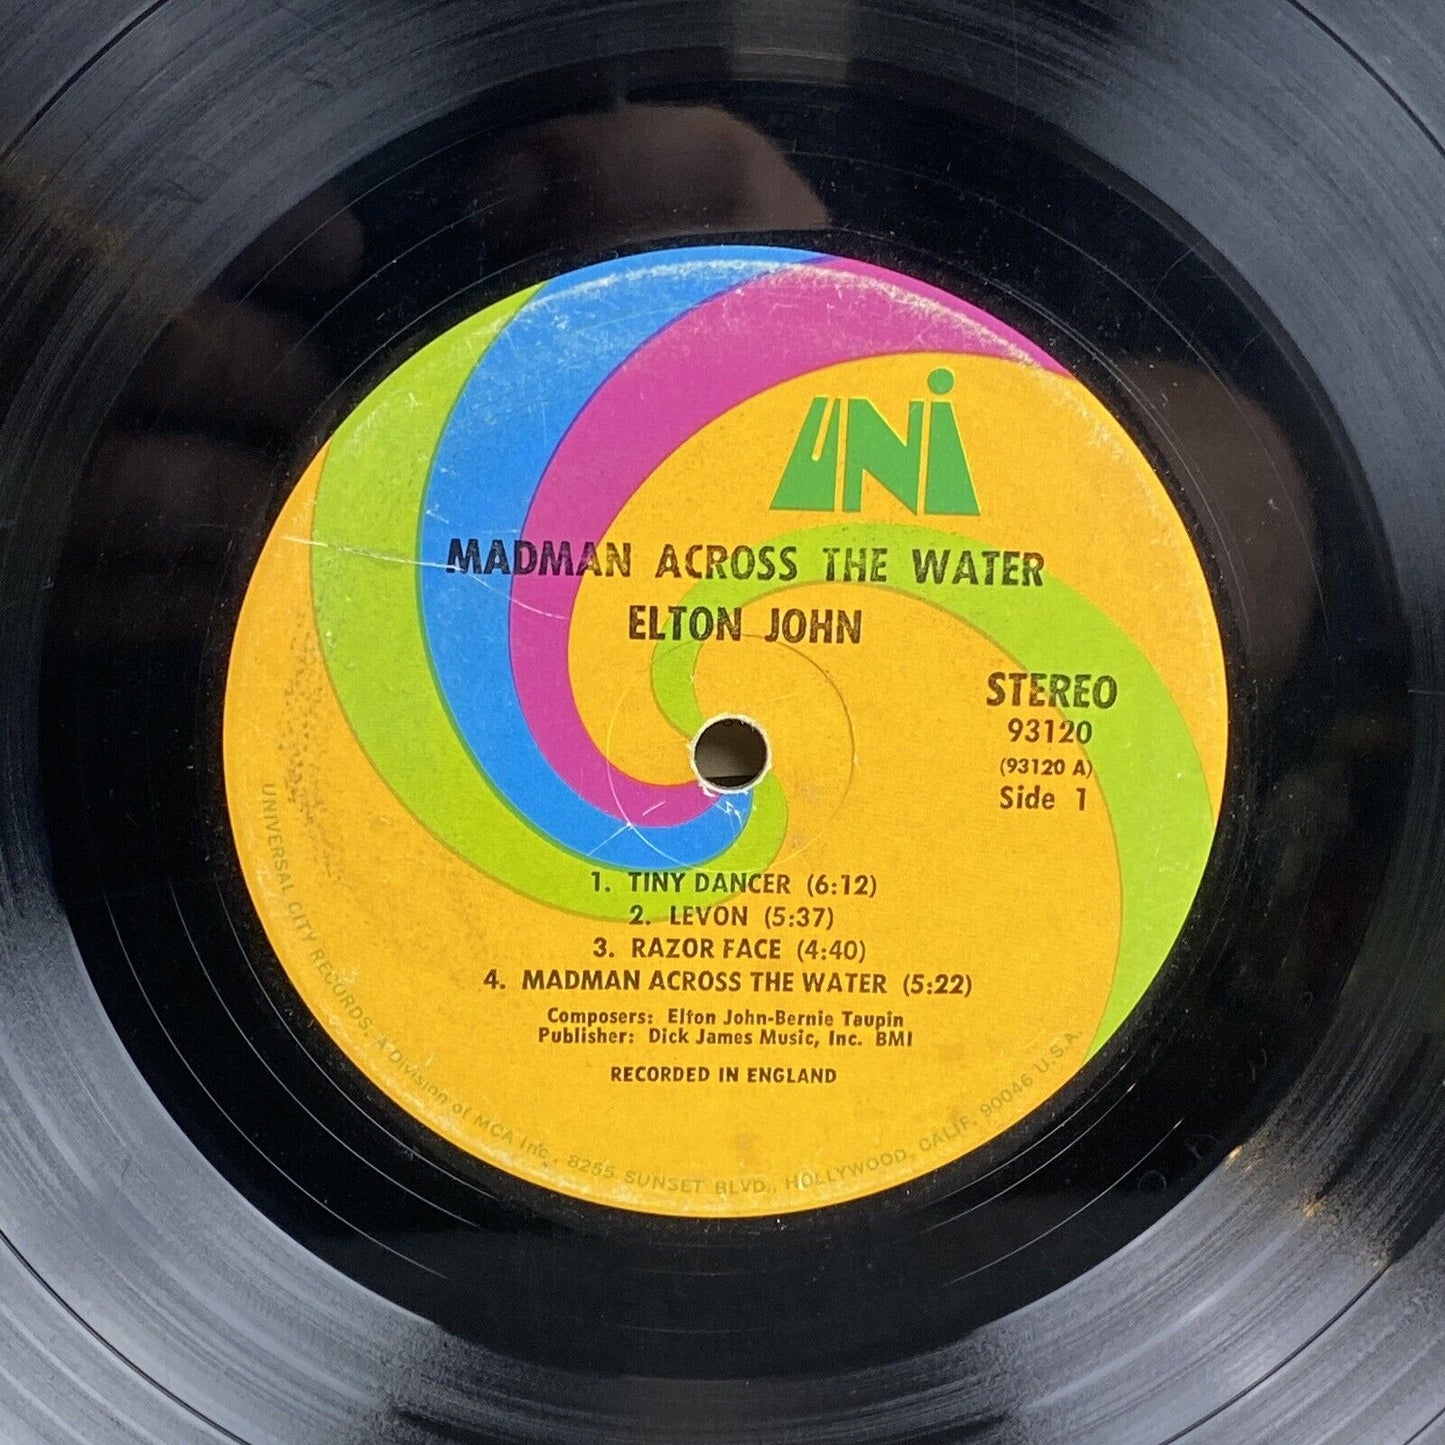 UNI
MADMAN ACROSS THE WATER
ELTON JOHN
STEREO
93120
(93120 A)
Side 1
1. TINY DANCER (6:12)
2. LEVON (5:37)
3. RAZOR FACE (4:40)
4. MADMAN ACROSS THE WATER (5:22)
Composers: Elton John-Bernie Taupin
Publisher: Dick James Music, Inc. BMI
RECORDED IN ENGLAND
UNIVERSAL CITY RECORDS, A Division of MCA Inc., 8255 SUNSET BLVD., HOLLYWOOD, CALIF. 90046 U.S.A.